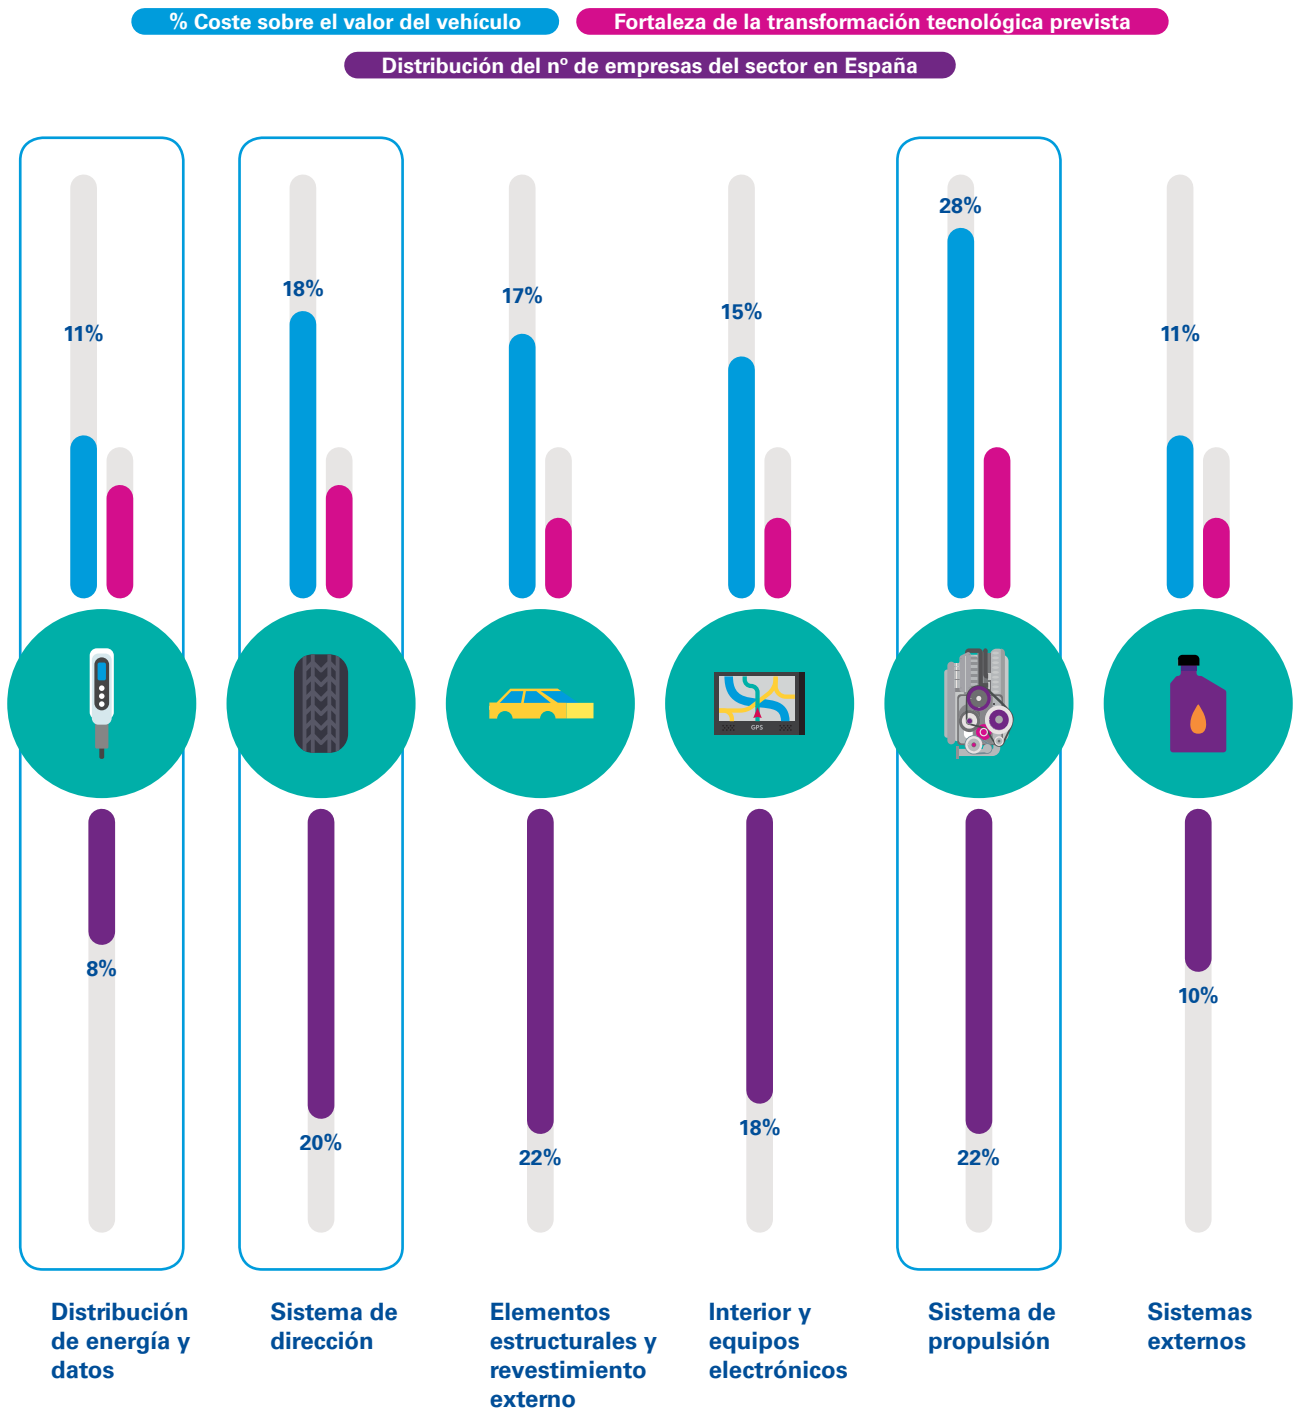 % Coste sobre el valor del vehículo
Fortaleza de la transformación tecnológica prevista
Distribución del nº de empresas del sector en España
11%
18%
17%
15%
28%
11%
GPS
8%
20%
22%
18%
22%
10%
Distribución
de energía y
datos
Sistema de
dirección
Elementos
estructurales y
revestimiento
externo
Interior y
equipos
electrónicos
Sistema de
propulsión
Sistemas
externos